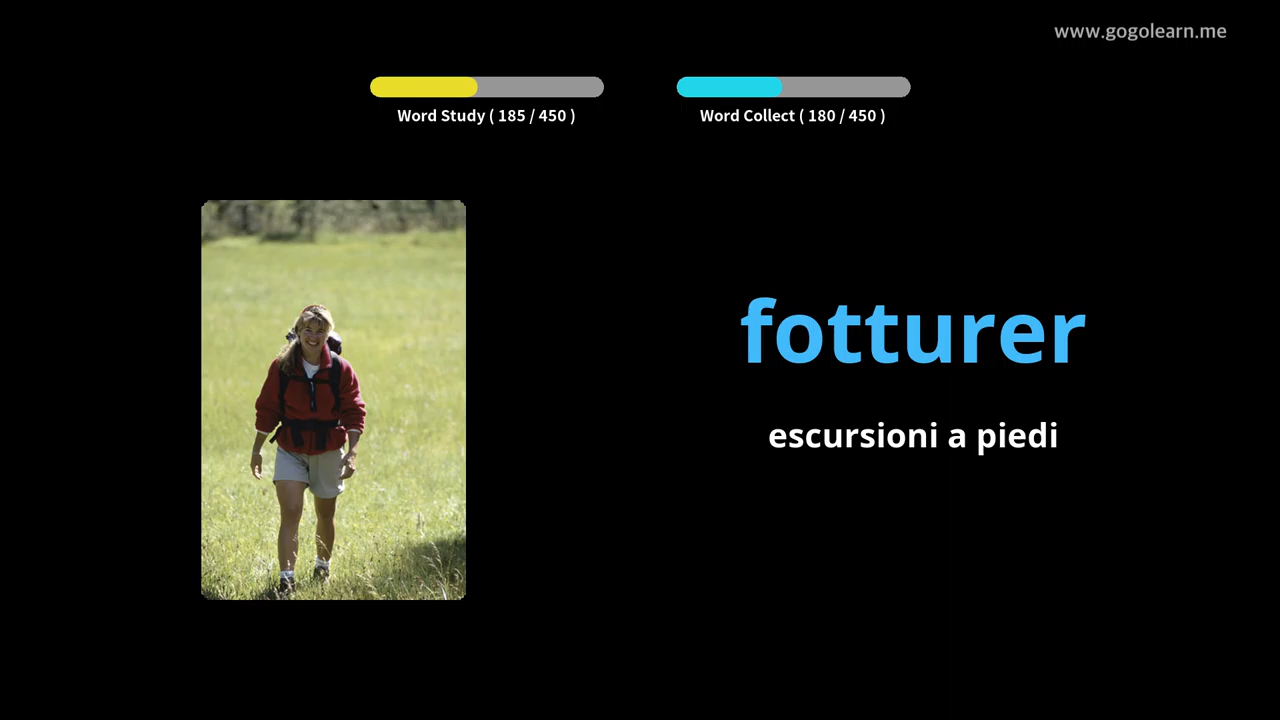 www.gogolearn.me
Word Study ( 185 / 450 )
Word Collect ( 180 / 450 )
fotturer
escursioni a piedi